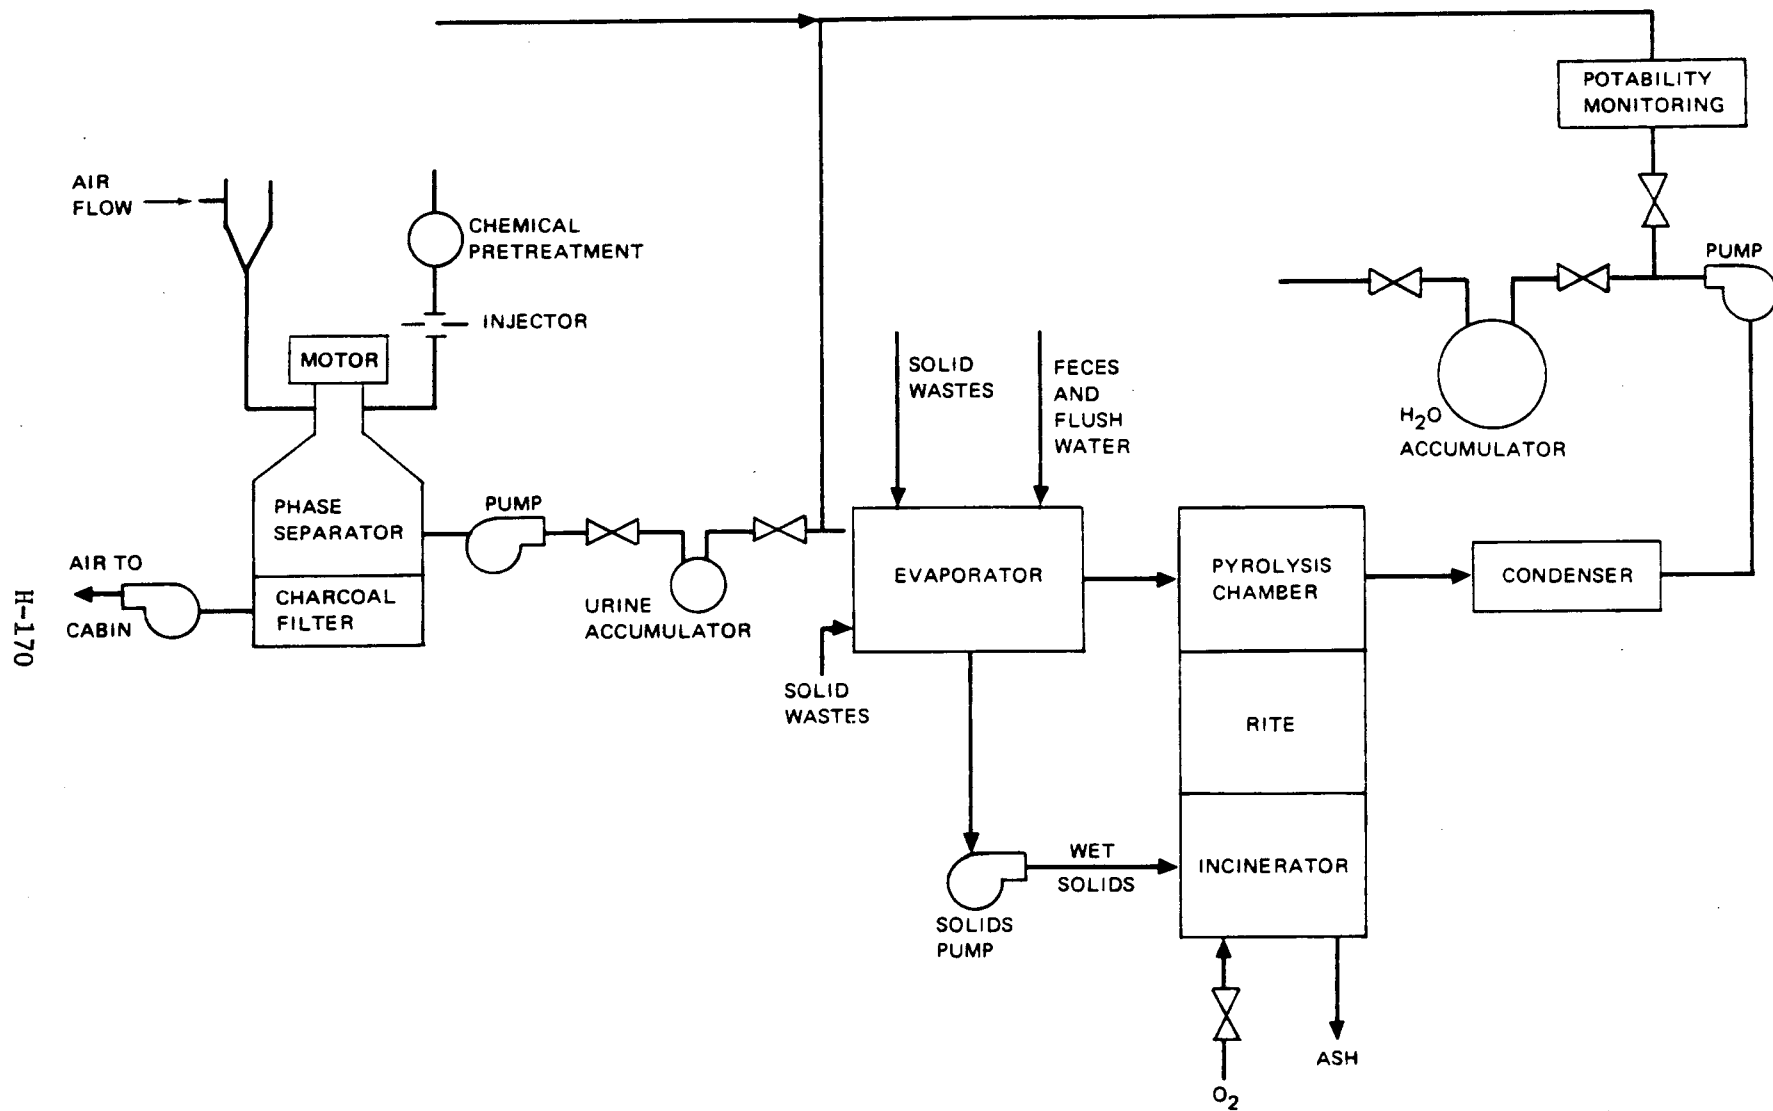 POTABILITY
MONITORING
AIR
FLOW
CHEMICAL
PRETREATMENT
PUMP
INJECTOR
MOTOR
SOLID
WASTES
FECES
AND
FLUSH
WATER
H2O
ACCUMULATOR
PHASE
SEPARATOR
PUMP
AIR TO
CABIN
CHARCOAL
FILTER
URINE
ACCUMULATOR
EVAPORATOR
PYROLYSIS
CHAMBER
CONDENSER
SOLID
WASTES
RITE
WET
SOLIDS
INCINERATOR
SOLIDS
PUMP
O2
ASH
H-170